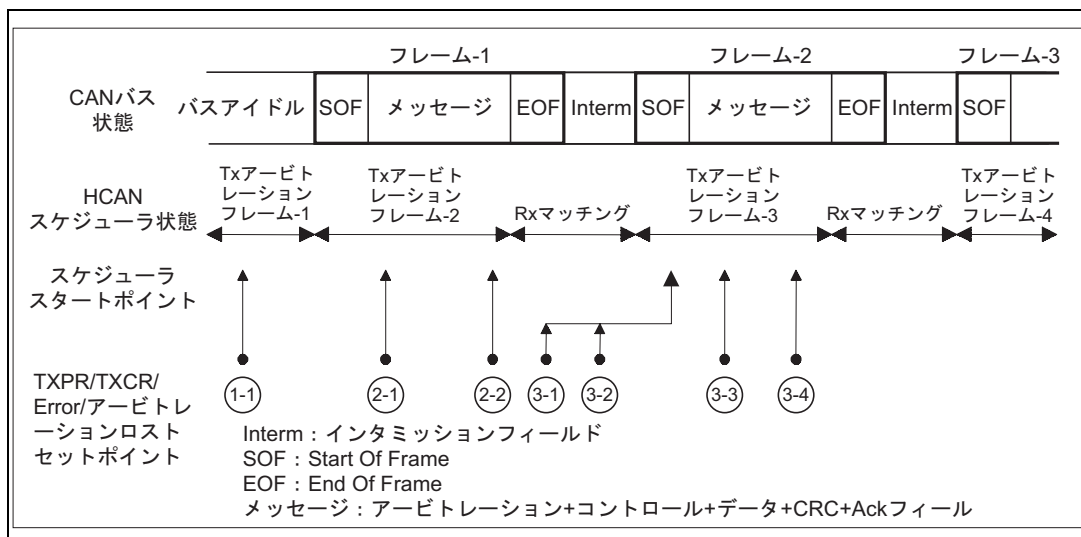 フレーム-1
フレーム-2
フレーム-3
CANバス
状態
バスアイドル
SOF
メッセージ
EOF
Interm
SOF
メッセージ
EOF
Interm
SOF
HCAN
スケジューラ状態
Txアービト
レーション
フレーム-1
Txアービト
レーション
フレーム-2
Rxマッチング
Txアービト
レーション
フレーム-3
Rxマッチング
Txアービト
レーション
フレーム-4
スケジューラ
スタートポイント
TXPR/TXCR/
Error/アービトレ
ーションロスト
セットポイント
1-1
2-1
2-2
3-1
3-2
3-3
3-4
Interm：インタミッションフィールド
SOF：Start Of Frame
EOF：End Of Frame
メッセージ：アービトレーション+コントロール+データ+CRC+Ackフィール